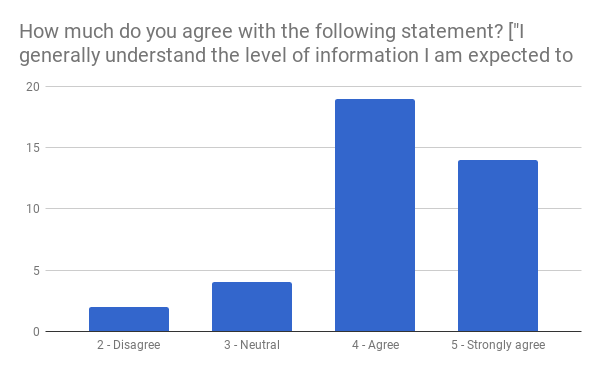 How much do you agree with the following statement? ["I
generally understand the level of information I am expected to
20
15
10
5
0
2 - Disagree
3 - Neutral
4 - Agree
5 - Strongly agree